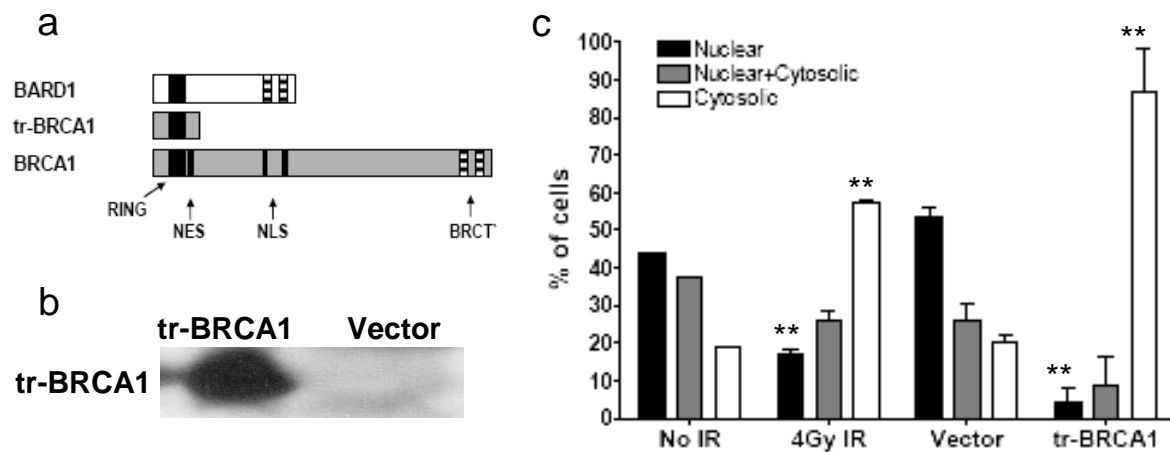 a
BARD1
tr-BRCA1
BRCA1
RING
NES
NLS
BRCT'
b
tr-BRCA1 Vector
tr-BRCA1
c
Nuclear
Nuclear+Cytosolic
Cytosolic
% of cells
100
90
80
70
60
50
40
30
20
10
0
**
**
**
**
No IR 4Gy IR Vector tr-BRCA1